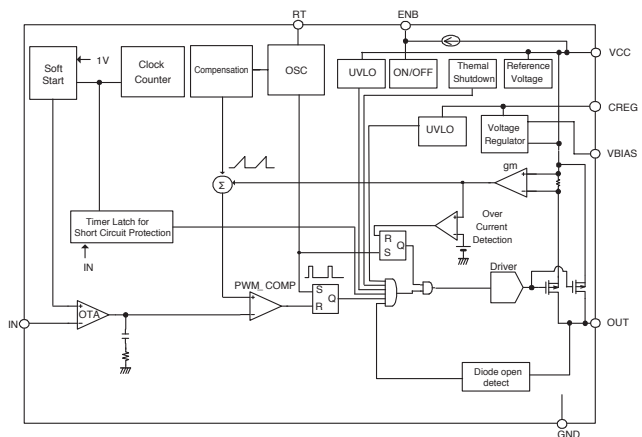 RT
ENB
VCC
Soft
Start
1V
Clock
Counter
Compensation
OSC
UVLO
ON/OFF
Themal
Shutdown
Reference
Voltage
CREG
UVLO
Voltage
Regulator
VBIAS
gm
Σ
Timer Latch for
Short Circuit Protection
IN
R
Q
S
Over
Current
Detection
PWM_COMP
S
Q
R
Driver
IN
OTA
OUT
Diode open
detect
GND
+
−
+
−
+
−
+
−